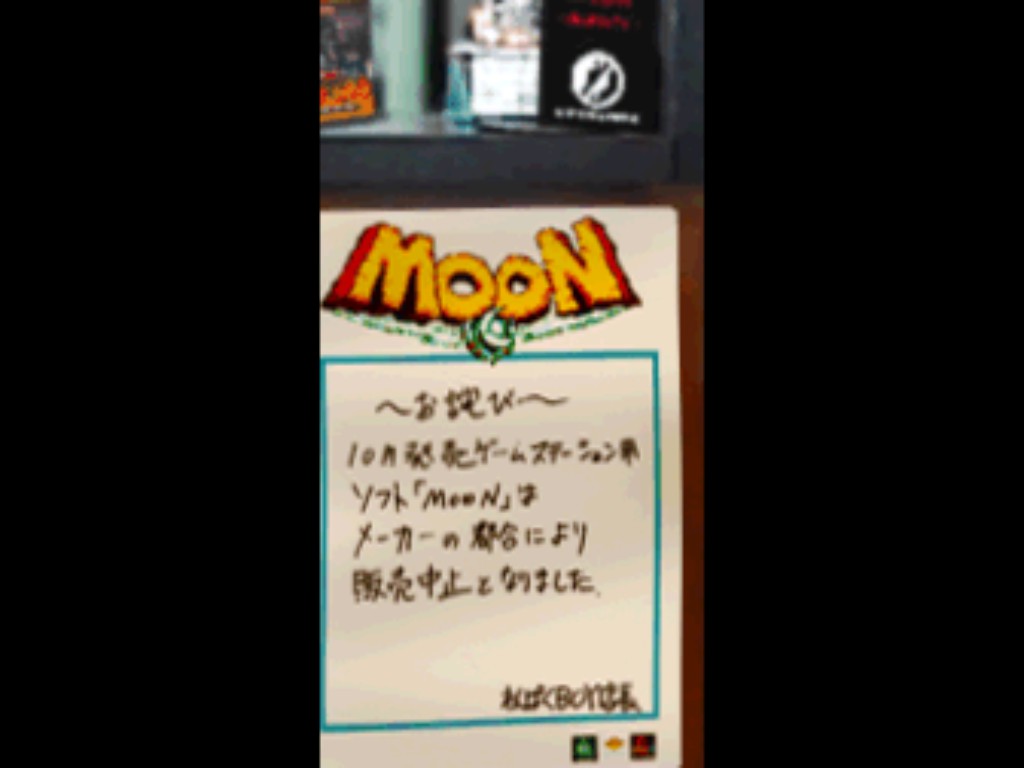 MOON
～お詫び～
10月発売ゲームステーション用
ソフト「MOON」は
メーカーの都合により
販売中止となりました。
わんぱくBOY店長